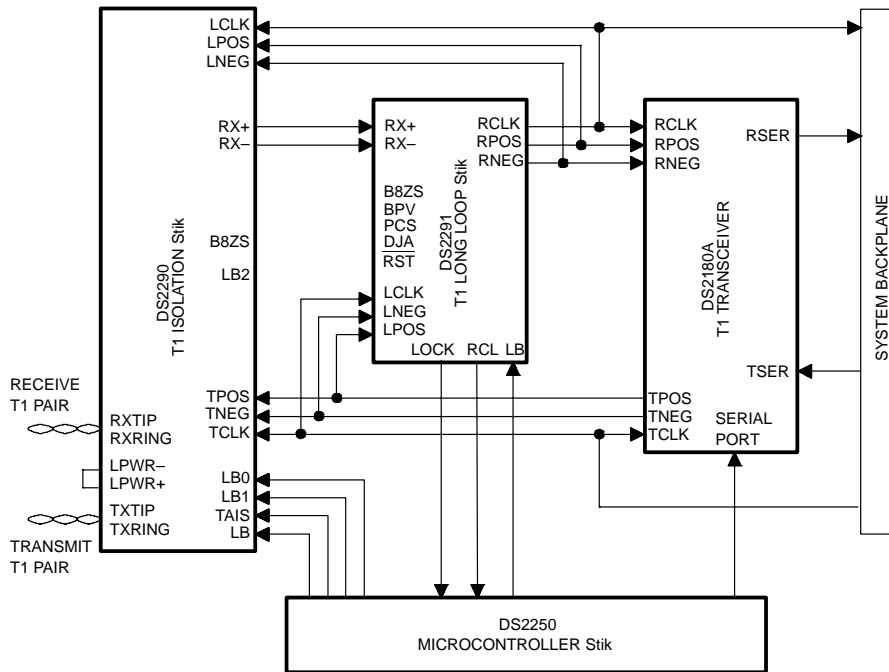 LCLK
LPOS
LNEG
RX+
RX–
B8ZS
LB2
DS2290
T1 ISOLATION Stik
TPOS
TNEG
TCLK
LB0
LB1
TAIS
LB
RECEIVE
T1 PAIR
RXTIP
RXRING
LPWR–
LPWR+
TXTIP
TXRING
TRANSMIT
T1 PAIR
RX+
RX–
B8ZS
BPV
PCS
DJA
RST
LCLK
LNEG
LPOS
RCLK
RPOS
RNEG
DS2291
T1 LONG LOOP Stik
LOCK RCL LB
RCLK
RPOS
RNEG
RSER
DS2180A
T1 TRANSCEIVER
TSER
TPOS
TNEG
TCLK
SERIAL
PORT
SYSTEM BACKPLANE
DS2250
MICROCONTROLLER Stik